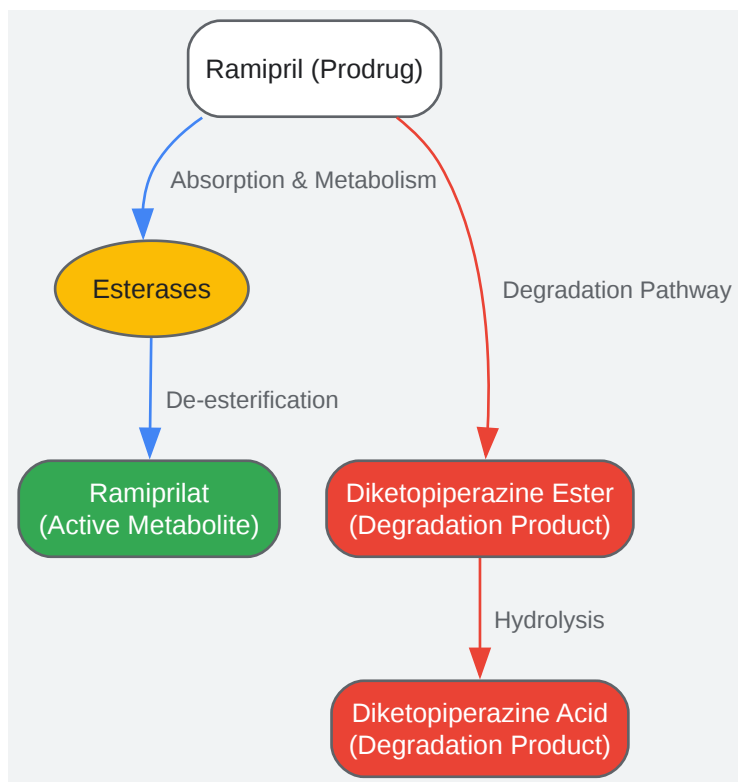 Ramipril (Prodrug)
Absorption & Metabolism
Esterases
Degradation Pathway
De-esterification
Ramiprilat
(Active Metabolite)
Diketopiperazine Ester
(Degradation Product)
Hydrolysis
Diketopiperazine Acid
(Degradation Product)